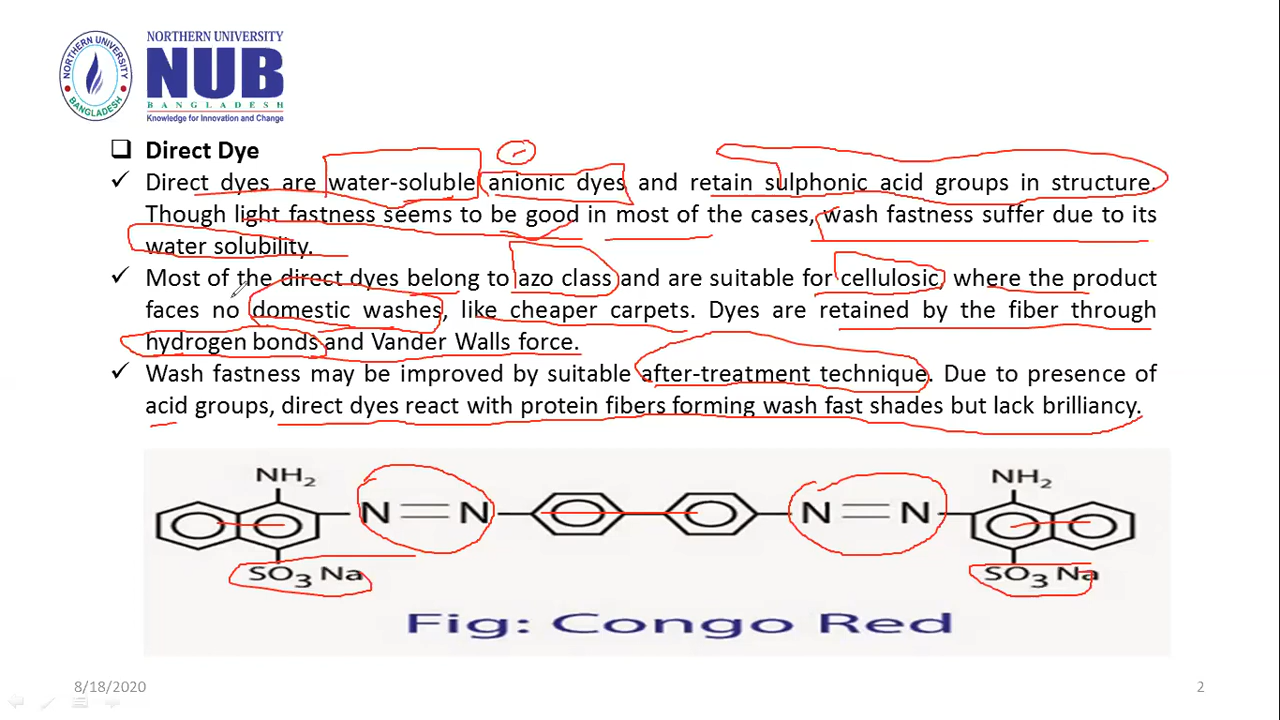 NORTHERN UNIVERSITY
NUB
BANGLADESH
Knowledge for Innovation and Change
NORTHERN UNIVERSITY
BANGLADESH
❑ Direct Dye
✓ Direct dyes are water-soluble anionic dyes and retain sulphonic acid groups in structure.
Though light fastness seems to be good in most of the cases, wash fastness suffer due to its
water solubility.
✓ Most of the direct dyes belong to azo class and are suitable for cellulosic, where the product
faces no domestic washes, like cheaper carpets. Dyes are retained by the fiber through
hydrogen bonds and Vander Walls force.
✓ Wash fastness may be improved by suitable after-treatment technique. Due to presence of
acid groups, direct dyes react with protein fibers forming wash fast shades but lack brilliancy.
NH2 NH2
N N N N
SO3 Na SO3 Na
Fig: Congo Red
8/18/2020 2